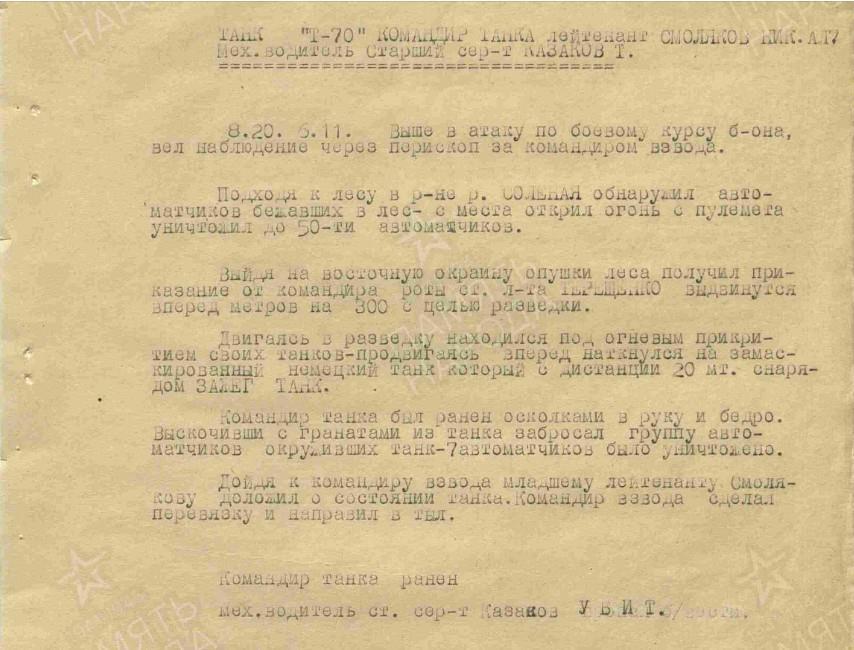 ТАНК "Т-70" КОМАНДИР ТАНКА лейтенант СМОЛЯКОВ НИК.
Мех.водитель Старший сер-т КАЗАКОВ Т.
====================================
8.20. 6.11. Выше в атаку по боевому курсу б-она,
вел наблюдение через перископ за командиром взвода.
Подходя к лесу в р-не р. СОЛЬНАЯ обнаружил авто-
матчиков бежавших в лес- с места открил огонь с пулемета
уничтожил до 50-ти автоматчиков.
Выйдя на восточную окраину опушки леса получил при-
казание от командира роты ст. л-та ТЕРЕЩЕНКО выдвинутся
вперед метров на 300 с целью разведки.
Двигаясь в разведку находился под огневым прикри-
тием своих танков-продвигаясь вперед наткнулся на замас-
кированный немецкий танк который с дистанции 20 мт. снаря-
дом ЗАЖЕГ ТАНК.
Командир танка был ранен осколками в руку и бедро.
Выскочивши с гранатами из танка забросал группу авто-
матчиков окруживших танк-7автоматчиков было уничтожено.
Дойдя к командиру взвода младшему лейтенанту Смоля-
кову доложил о состоянии танка.Командир взвода сделал
перевязку и направил в тыл.
Командир танка ранен
мех.водитель ст. сер-т Казаков УБИТ.
ПАМЯТЬ НАРОДА